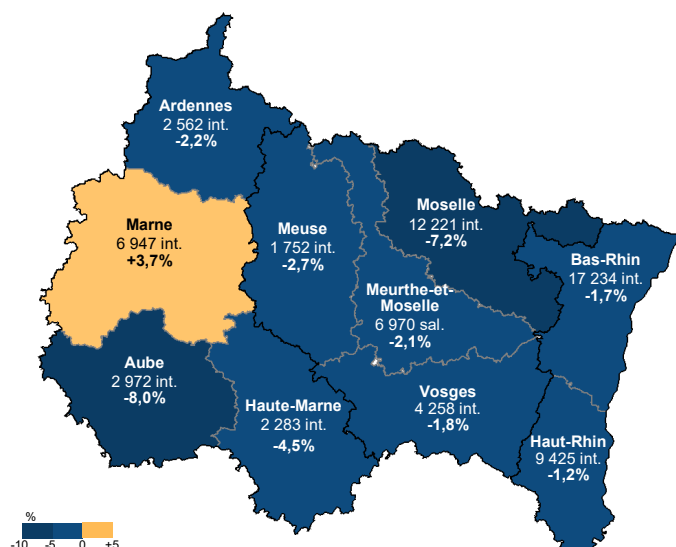 Ardennes
2 562 int.
-2,2%
Marne
6 947 int.
+3,7%
Meuse
1 752 int.
-2,7%
Moselle
12 221 int.
-7,2%
Bas-Rhin
17 234 int.
-1,7%
Meurthe-et-
Moselle
6 970 sal.
-2,1%
Aube
2 972 int.
-8,0%
Haute-Marne
2 283 int.
-4,5%
Vosges
4 258 int.
-1,8%
Haut-Rhin
9 425 int.
-1,2%
%
-10 -5 0 +5